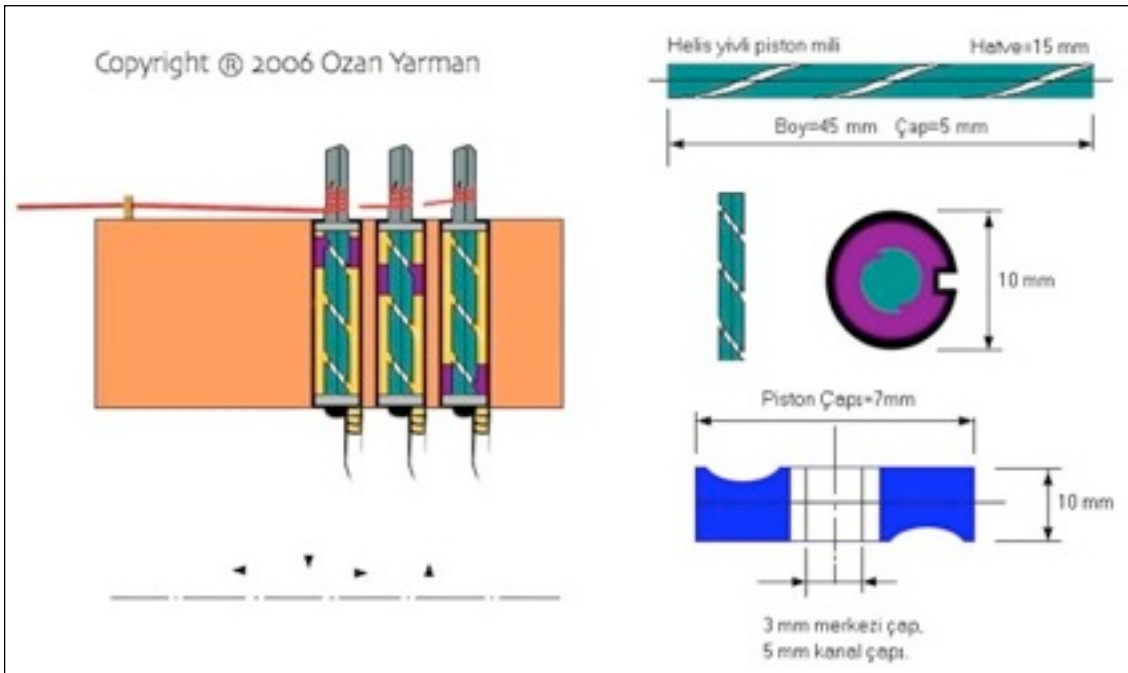 Copyright ® 2006 Ozan Yarman
Helis yivli piston mili
Hatve=15 mm
Boy=45 mm Çap=5 mm
10 mm
Piston Çapı=7mm
10 mm
3 mm merkezi çap,
5 mm kanal çapı.